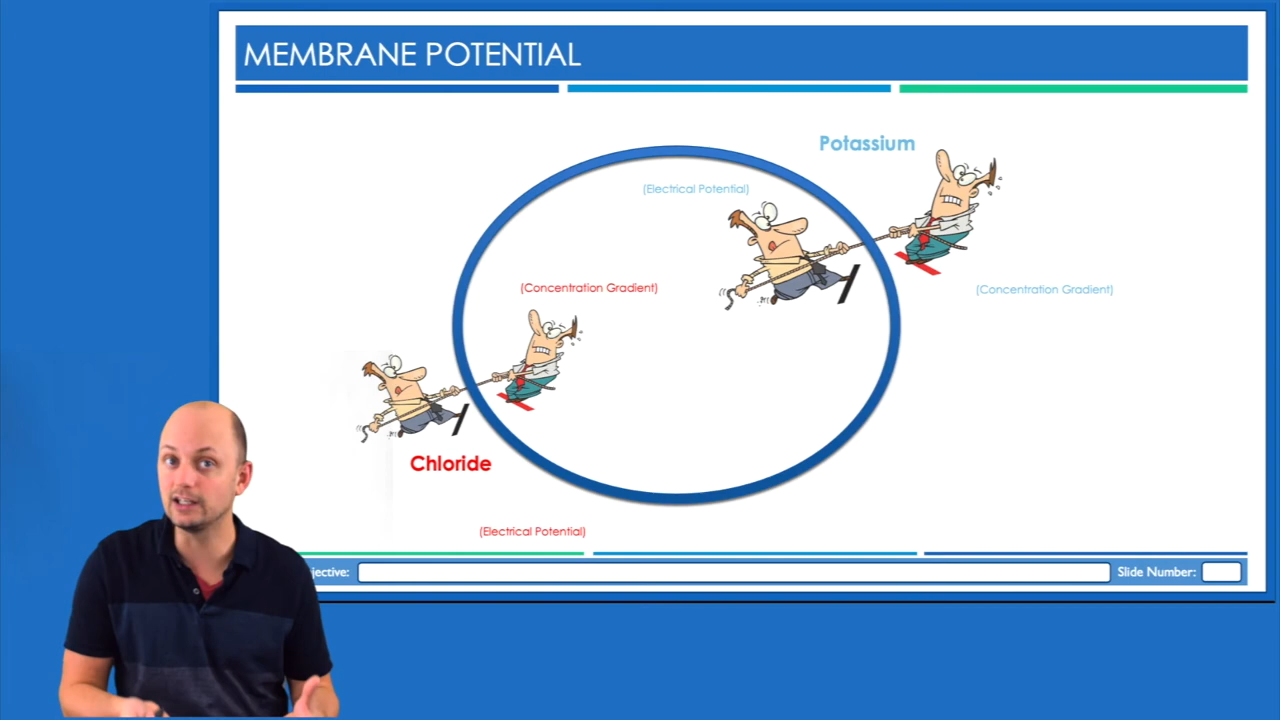 MEMBRANE POTENTIAL
Potassium
(Electrical Potential)
(Concentration Gradient)
(Concentration Gradient)
Chloride
(Electrical Potential)
jective:
Slide Number: